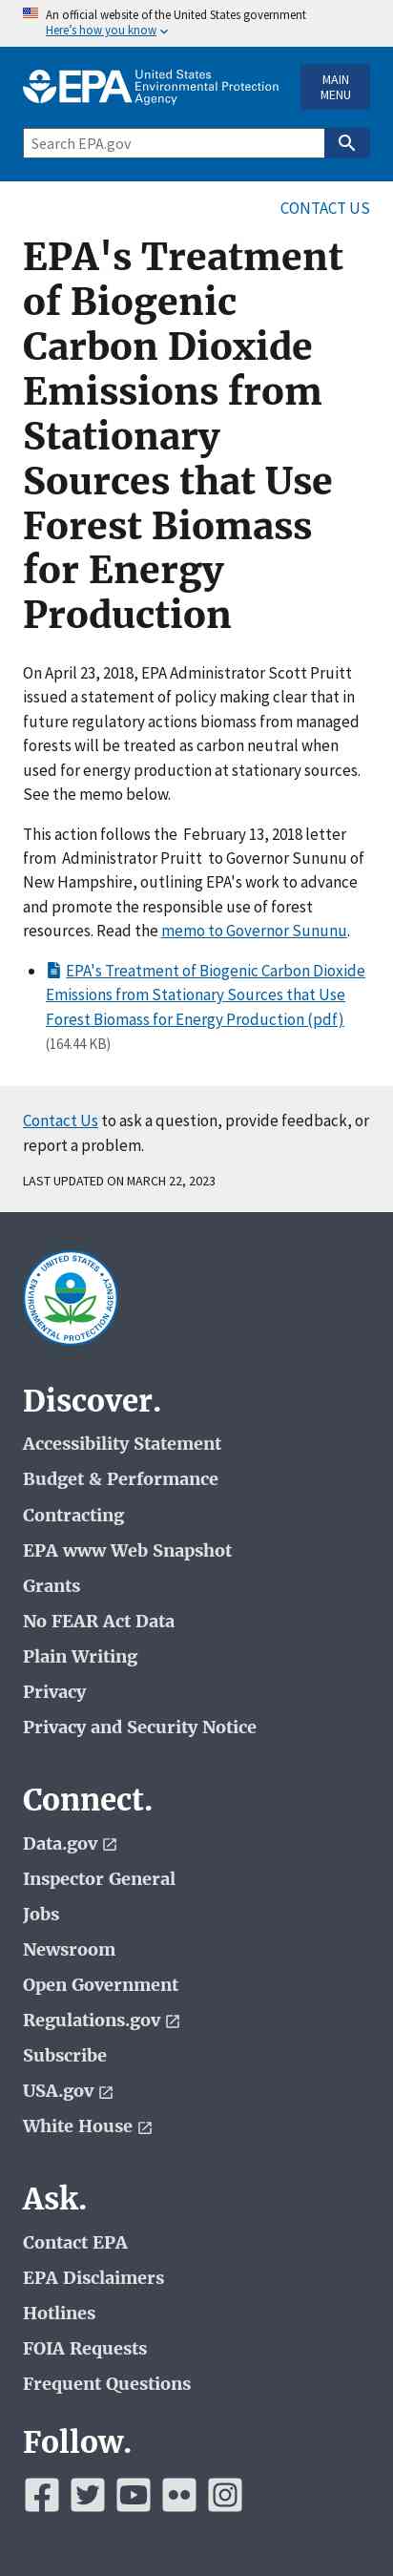 An official website of the United States government
Here's how you know
EPA United States
Environmental Protection
Agency
MAIN
MENU
Search EPA.gov
CONTACT US
EPA's Treatment
of Biogenic
Carbon Dioxide
Emissions from
Stationary
Sources that Use
Forest Biomass
for Energy
Production
On April 23, 2018, EPA Administrator Scott Pruitt
issued a statement of policy making clear that in
future regulatory actions biomass from managed
forests will be treated as carbon neutral when
used for energy production at stationary sources.
See the memo below.
This action follows the February 13, 2018 letter
from Administrator Pruitt to Governor Sununu of
New Hampshire, outlining EPA's work to advance
and promote the responsible use of forest
resources. Read the memo to Governor Sununu.
EPA's Treatment of Biogenic Carbon Dioxide
Emissions from Stationary Sources that Use
Forest Biomass for Energy Production (pdf)
(164.44 KB)
Contact Us to ask a question, provide feedback, or
report a problem.
LAST UPDATED ON MARCH 22, 2023
UNITED STATES
ENVIRONMENTAL PROTECTION AGENCY
Discover.
Accessibility Statement
Budget & Performance
Contracting
EPA www Web Snapshot
Grants
No FEAR Act Data
Plain Writing
Privacy
Privacy and Security Notice
Connect.
Data.gov
Inspector General
Jobs
Newsroom
Open Government
Regulations.gov
Subscribe
USA.gov
White House
Ask.
Contact EPA
EPA Disclaimers
Hotlines
FOIA Requests
Frequent Questions
Follow.